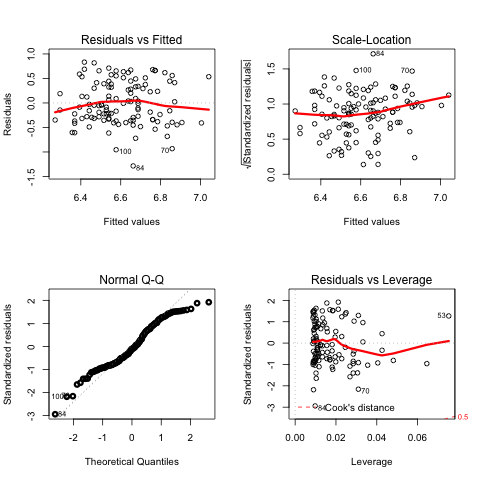 Residuals vs Fitted
Residuals
1.0
0.5
0.0
-0.5
-1.5
100
70
84
6.4 6.6 6.8 7.0
Fitted values
Scale-Location
√|Standardized residuals|
1.5
1.0
0.5
0.0
84
100
70
6.4 6.6 6.8 7.0
Fitted values
Normal Q-Q
Standardized residuals
2
1
0
-1
-2
-3
100
84
-2 -1 0 1 2
Theoretical Quantiles
Residuals vs Leverage
Standardized residuals
2
1
0
-1
-2
-3
53
70
84
Cook's distance
0.5
0.00 0.02 0.04 0.06
Leverage